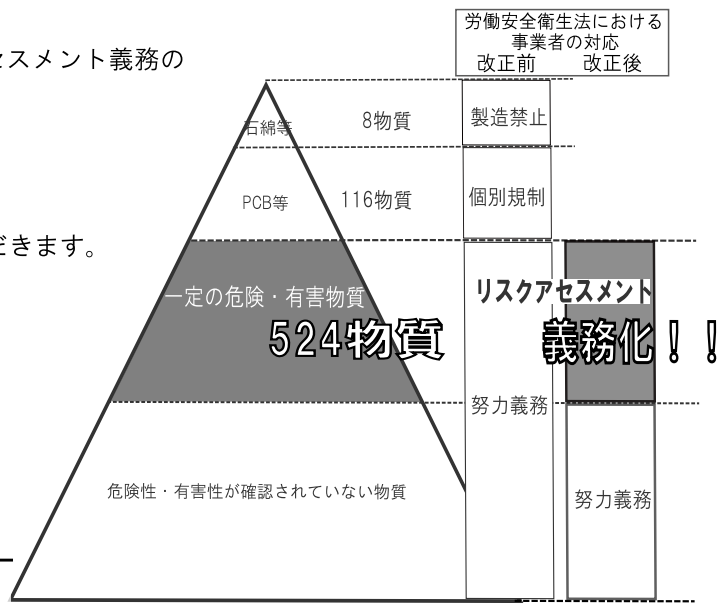 労働安全衛生法における
事業者の対応
改正前 改正後
セスメント義務の
石綿等 8物質 製造禁止
PCB等 116物質 個別規制
だきます。
一定の危険・有害物質 リスクアセスメント
524物質 義務化！！
努力義務
危険性・有害性が確認されていない物質 努力義務